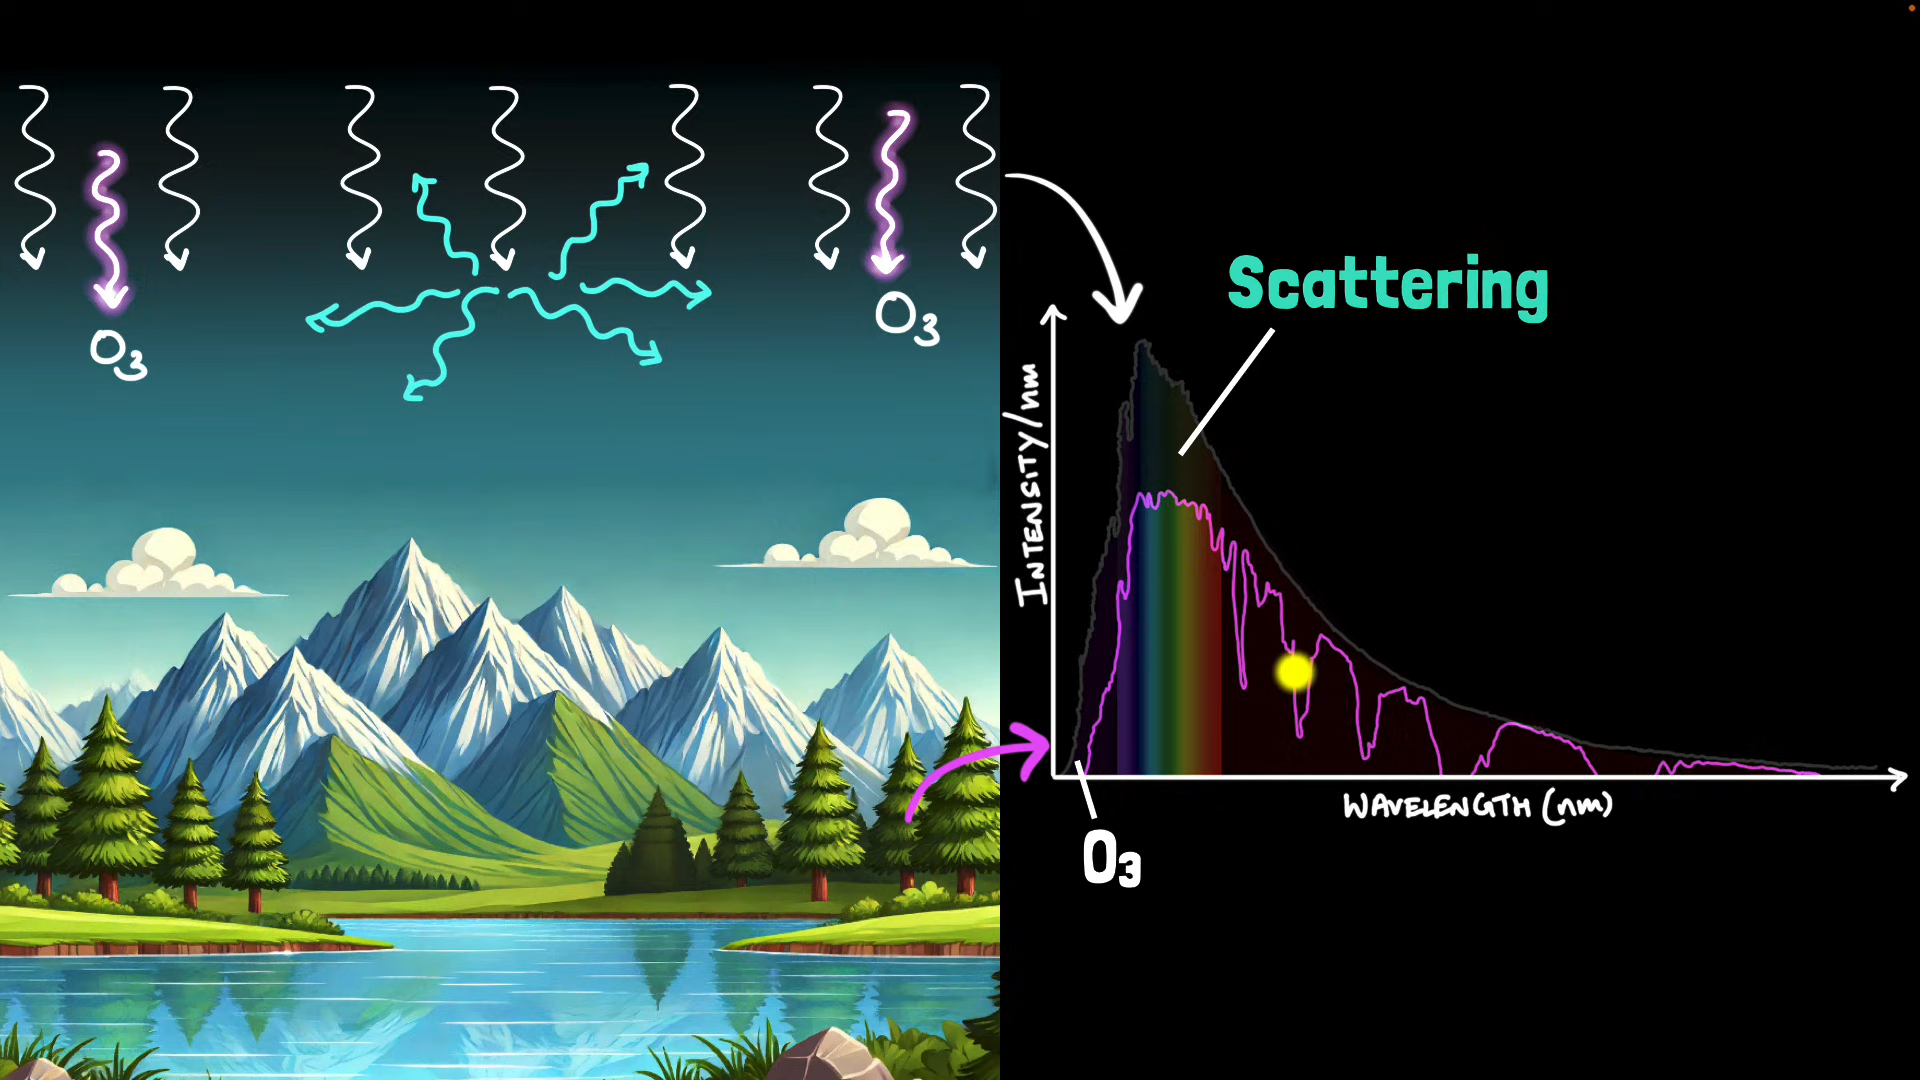 O₃
O₃
Scattering
INTENSITY/nm
WAVELENGTH (nm)
O₃